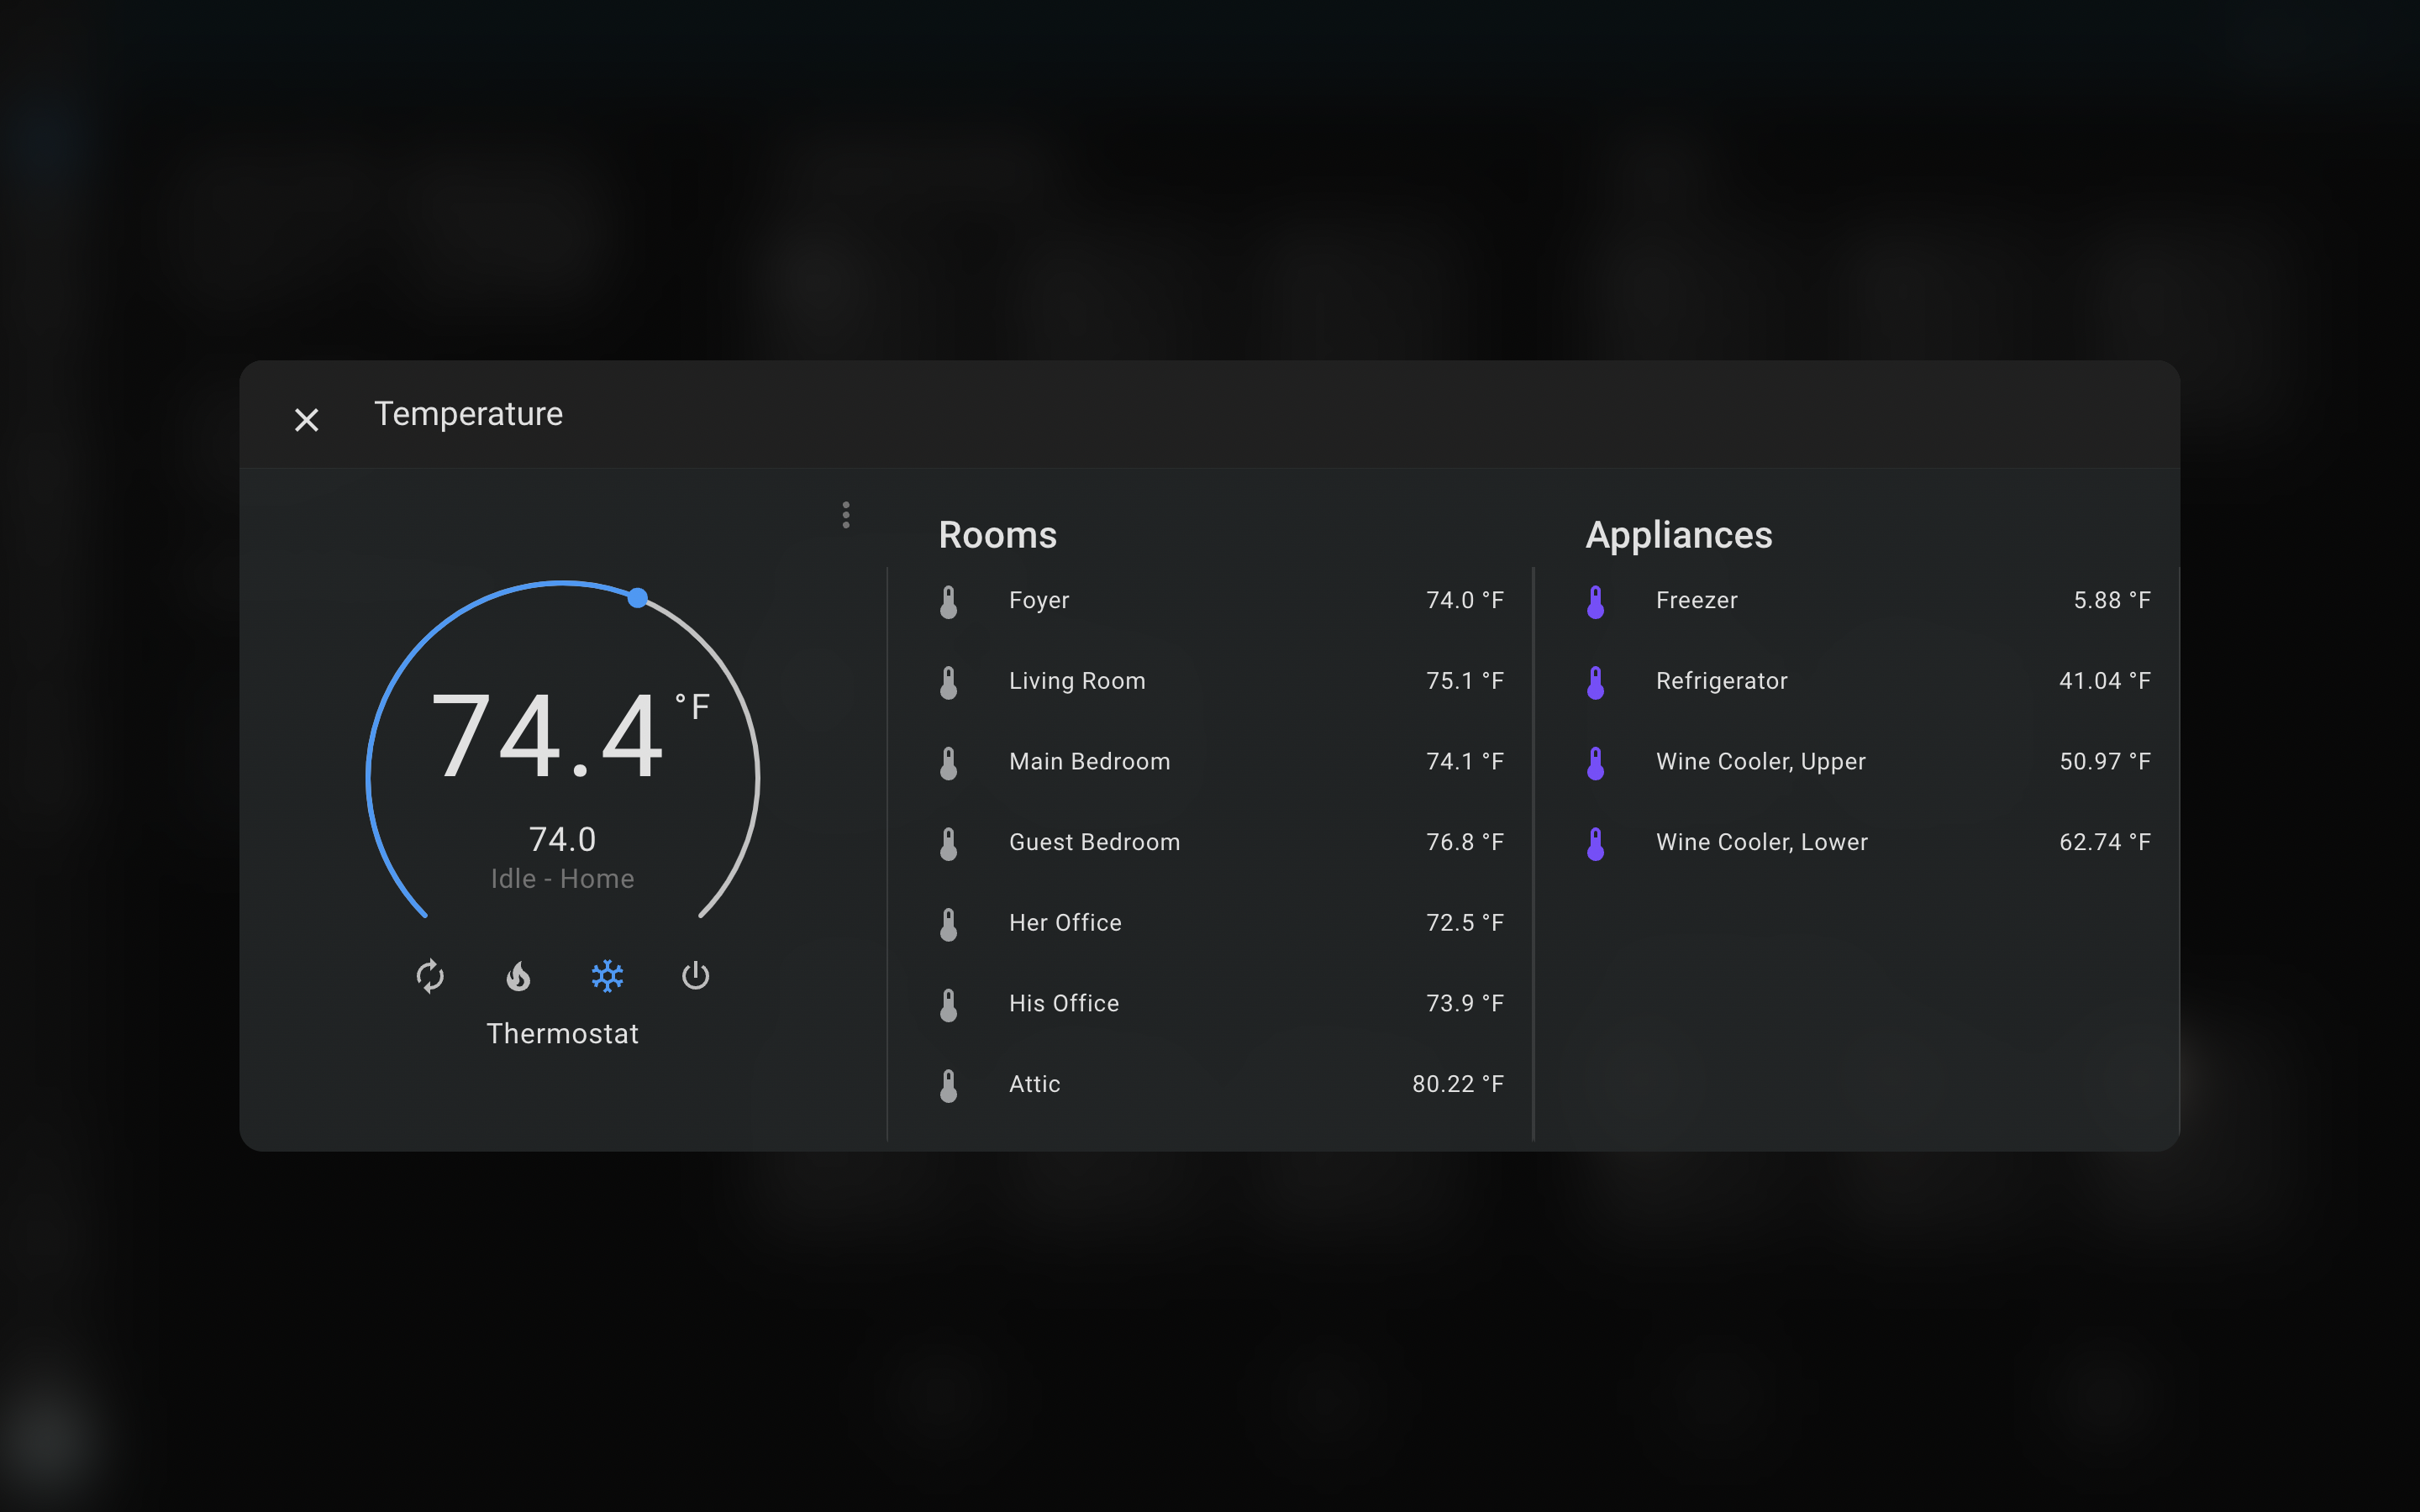 Temperature
74.4 °F
74.0
Idle - Home
Thermostat
Rooms
Foyer 74.0 °F
Living Room 75.1 °F
Main Bedroom 74.1 °F
Guest Bedroom 76.8 °F
Her Office 72.5 °F
His Office 73.9 °F
Attic 80.22 °F
Appliances
Freezer 5.88 °F
Refrigerator 41.04 °F
Wine Cooler, Upper 50.97 °F
Wine Cooler, Lower 62.74 °F